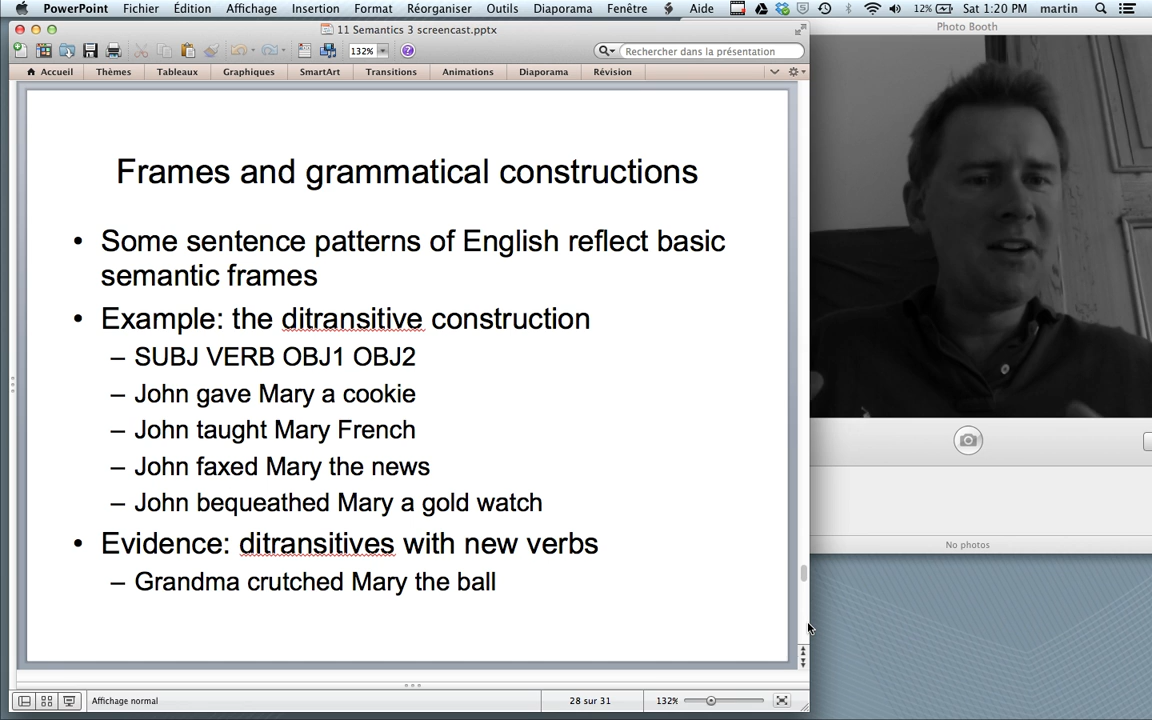 PowerPoint Fichier Édition Affichage Insertion Format Réorganiser Outils Diaporama Fenêtre Aide 12% Sat 1:20 PM martin
11 Semantics 3 screencast.pptx
Photo Booth
132% Rechercher dans la présentation
Accueil Thèmes Tableaux Graphiques SmartArt Transitions Animations Diaporama Révision
Frames and grammatical constructions
• Some sentence patterns of English reflect basic
semantic frames
• Example: the ditransitive construction
– SUBJ VERB OBJ1 OBJ2
– John gave Mary a cookie
– John taught Mary French
– John faxed Mary the news
– John bequeathed Mary a gold watch
• Evidence: ditransitives with new verbs
– Grandma crutched Mary the ball
No photos
Affichage normal 28 sur 31 132%